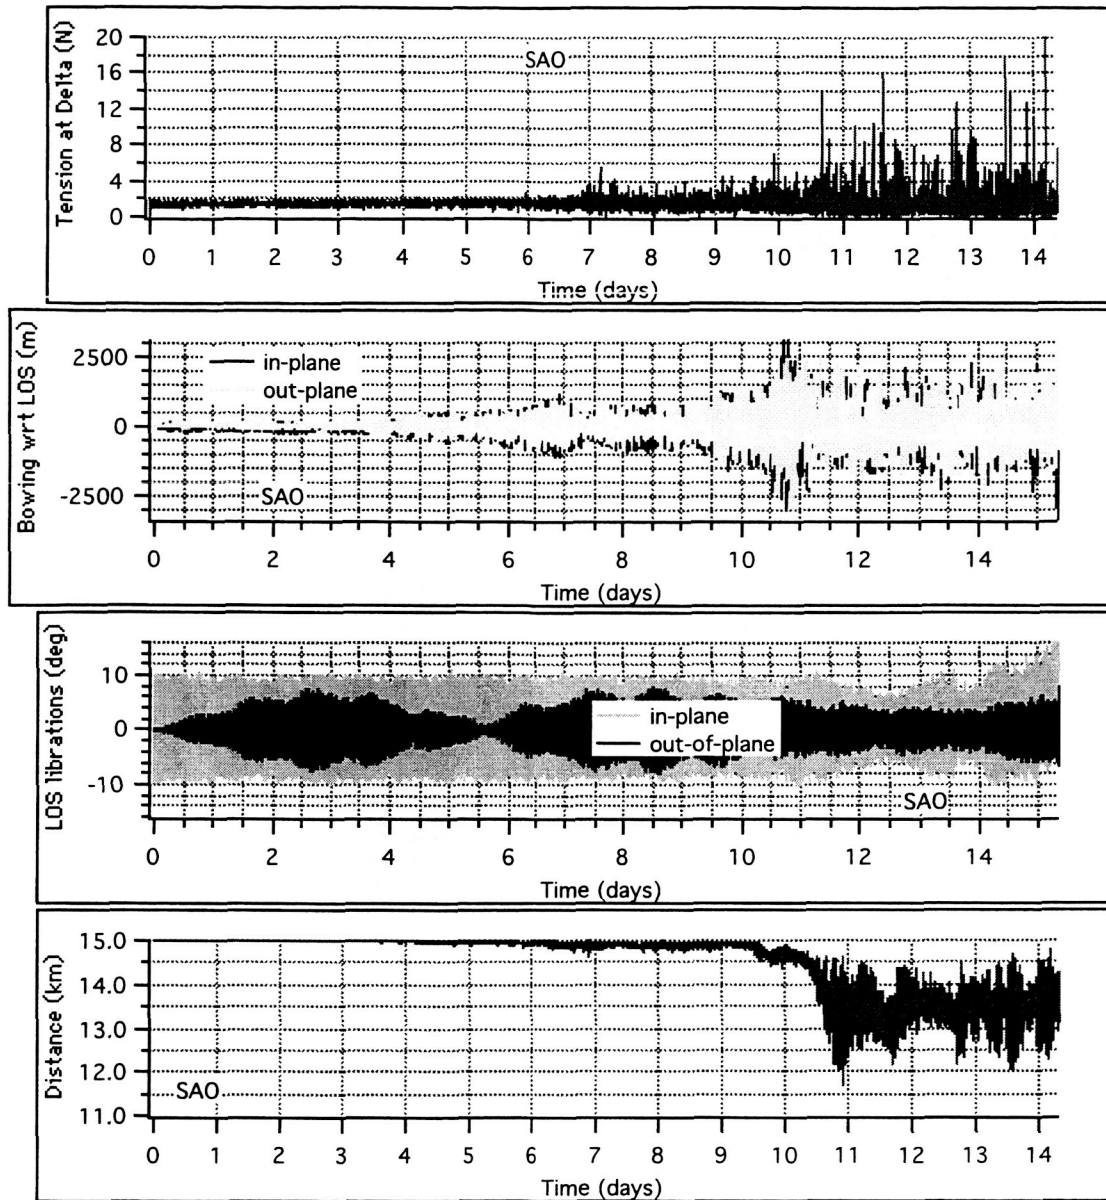 Tension at Delta (N)
20
16
12
8
4
0
SAO
0 1 2 3 4 5 6 7 8 9 10 11 12 13 14
Time (days)
Bowing wrt LOS (m)
2500
0
-2500
in-plane
out-plane
SAO
0 2 4 6 8 10 12 14
Time (days)
LOS librations (deg)
10
0
-10
in-plane
out-of-plane
SAO
0 2 4 6 8 10 12 14
Time (days)
Distance (km)
15.0
14.0
13.0
12.0
11.0
SAO
0 1 2 3 4 5 6 7 8 9 10 11 12 13 14
Time (days)